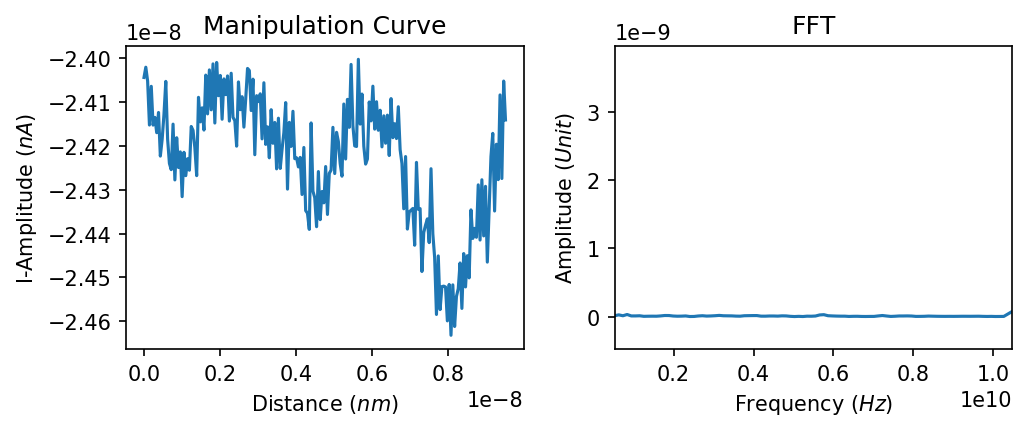 Manipulation Curve
1e−8
−2.40
−2.41
−2.42
−2.43
−2.44
−2.45
−2.46
I-Amplitude (nA)
0.0 0.2 0.4 0.6 0.8
Distance (nm)
1e−8
FFT
1e−9
3
2
1
0
Amplitude (Unit)
0.2 0.4 0.6 0.8 1.0
Frequency (Hz)
1e10